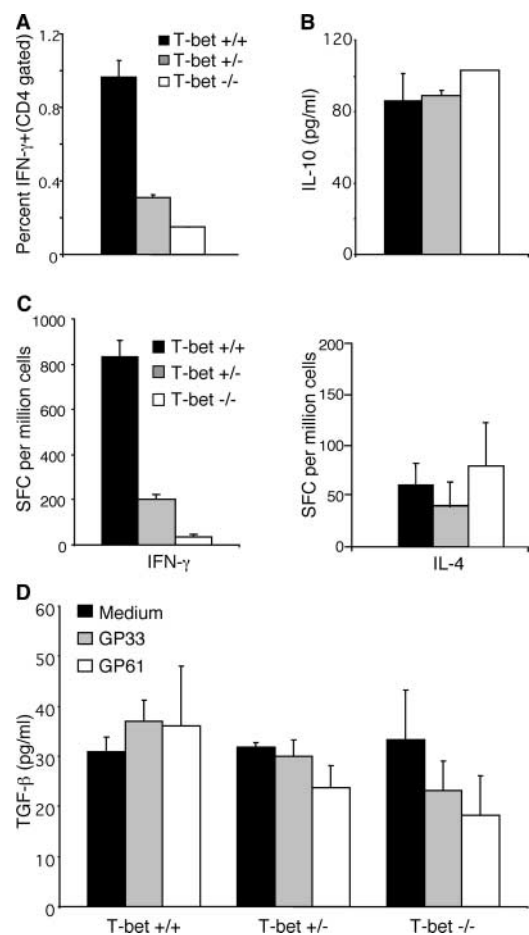 A
Percent IFN-γ+(CD4 gated)
1.2
0.8
0.4
0
T-bet +/+
T-bet +/-
T-bet -/-
B
IL-10 (pg/ml)
120
80
40
0
C
SFC per million cells
1000
800
600
400
200
0
T-bet +/+
T-bet +/-
T-bet -/-
IFN-γ
SFC per million cells
200
150
100
50
0
IL-4
D
TGF-β (pg/ml)
60
50
40
30
20
10
0
Medium
GP33
GP61
T-bet +/+
T-bet +/-
T-bet -/-